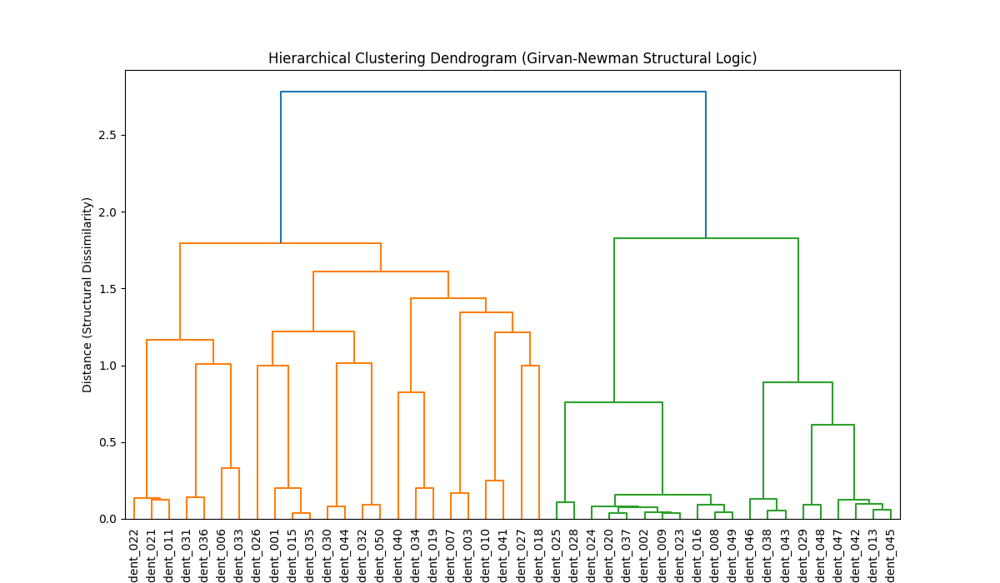 Hierarchical Clustering Dendrogram (Girvan-Newman Structural Logic)
Distance (Structural Dissimilarity)
2.5
2.0
1.5
1.0
0.5
0.0
dent_022
dent_021
dent_011
dent_031
dent_036
dent_006
dent_033
dent_026
dent_001
dent_015
dent_035
dent_030
dent_044
dent_032
dent_050
dent_040
dent_034
dent_019
dent_007
dent_003
dent_010
dent_041
dent_027
dent_018
dent_025
dent_028
dent_024
dent_020
dent_037
dent_002
dent_009
dent_023
dent_016
dent_008
dent_049
dent_046
dent_038
dent_043
dent_029
dent_048
dent_047
dent_042
dent_013
dent_045